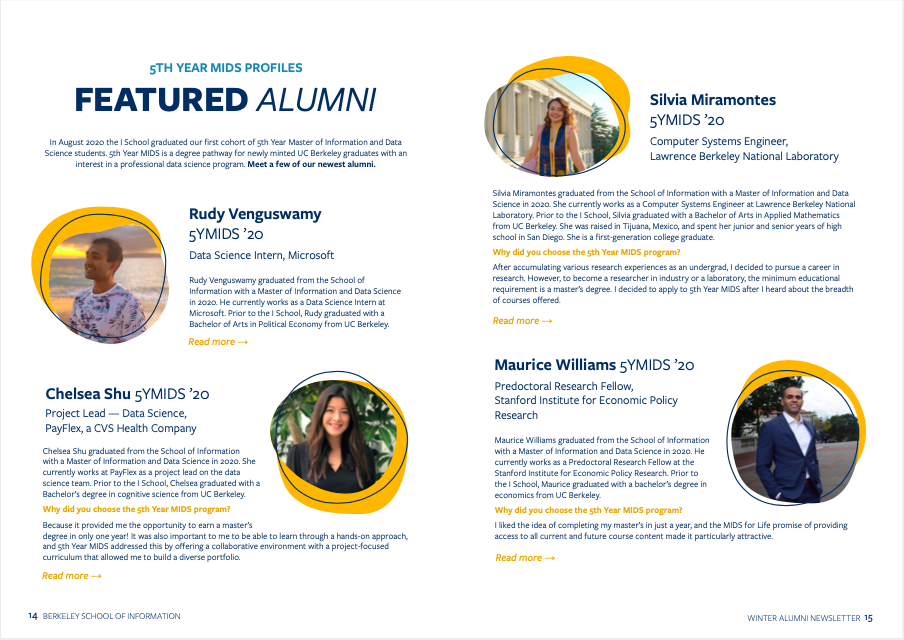 5TH YEAR MIDS PROFILES
FEATURED ALUMNI
In August 2020 the I School graduated our first cohort of 5th Year Master of Information and Data
Science students. 5th Year MIDS is a degree pathway for newly minted UC Berkeley graduates with an
interest in a professional data science program. Meet a few of our newest alumni.
Rudy Venguswamy
5YMIDS ’20
Data Science Intern, Microsoft
Rudy Venguswamy graduated from the School of
Information with a Master of Information and Data Science
in 2020. He currently works as a Data Science Intern at
Microsoft. Prior to the I School, Rudy graduated with a
Bachelor of Arts in Political Economy from UC Berkeley.
Read more →
Chelsea Shu 5YMIDS ’20
Project Lead — Data Science,
PayFlex, a CVS Health Company
Chelsea Shu graduated from the School of Information
with a Master of Information and Data Science in 2020. She
currently works at PayFlex as a project lead on the data
science team. Prior to the I School, Chelsea graduated with a
Bachelor’s degree in cognitive science from UC Berkeley.
Why did you choose the 5th Year MIDS program?
Because it provided me the opportunity to earn a master’s
degree in only one year! It was also important to me to be able to learn through a hands-on approach,
and 5th Year MIDS addressed this by offering a collaborative environment with a project-focused
curriculum that allowed me to build a diverse portfolio.
Read more →
14 BERKELEY SCHOOL OF INFORMATION
Silvia Miramontes
5YMIDS ’20
Computer Systems Engineer,
Lawrence Berkeley National Laboratory
Silvia Miramontes graduated from the School of Information with a Master of Information and Data
Science in 2020. She currently works as a Computer Systems Engineer at Lawrence Berkeley National
Laboratory. Prior to the I School, Silvia graduated with a Bachelor of Arts in Applied Mathematics
from UC Berkeley. She was raised in Tijuana, Mexico, and spent her junior and senior years of high
school in San Diego. She is a first-generation college graduate.
Why did you choose the 5th Year MIDS program?
After accumulating various research experiences as an undergrad, I decided to pursue a career in
research. However, to become a researcher in industry or a laboratory, the minimum educational
requirement is a master’s degree. I decided to apply to 5th Year MIDS after I heard about the breadth
of courses offered.
Read more →
Maurice Williams 5YMIDS ’20
Predoctoral Research Fellow,
Stanford Institute for Economic Policy
Research
Maurice Williams graduated from the School of Information
with a Master of Information and Data Science in 2020. He
currently works as a Predoctoral Research Fellow at the
Stanford Institute for Economic Policy Research. Prior to
the I School, Maurice graduated with a bachelor’s degree in
economics from UC Berkeley.
Why did you choose the 5th Year MIDS program?
I liked the idea of completing my master’s in just a year, and the MIDS for Life promise of providing
access to all current and future course content made it particularly attractive.
Read more →
WINTER ALUMNI NEWSLETTER 15